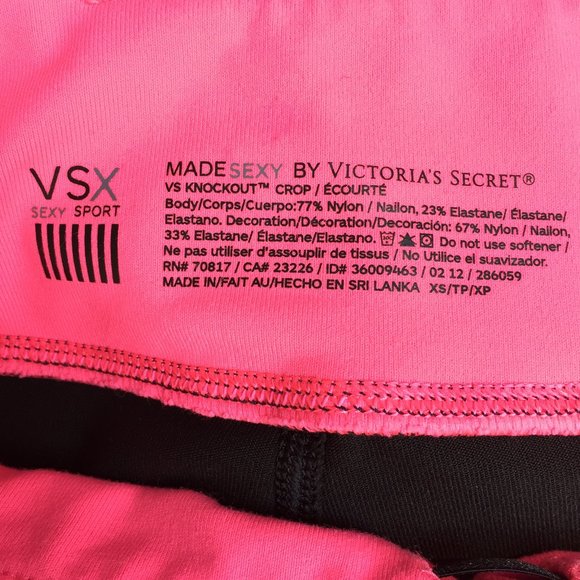 VSX
SEXY SPORT
MADE SEXY BY VICTORIA'S SECRET®
VS KNOCKOUT™ CROP / ÉCOURTÉ
Body/Corps/Cuerpo:77% Nylon / Nailon, 23% Elastane/ Élastane/
Elastano. Decoration/Décoration/Decoración: 67% Nylon / Nailon,
33% Elastane/Élastane/Elastano. Do not use softener /
Ne pas utiliser d'assouplir de tissus / No Utilice el suavizador.
RN# 70817 / CA# 23226 / ID# 36009463 / 02 12 / 286059
MADE IN/FAIT AU/HECHO EN SRI LANKA XS/TP/XP